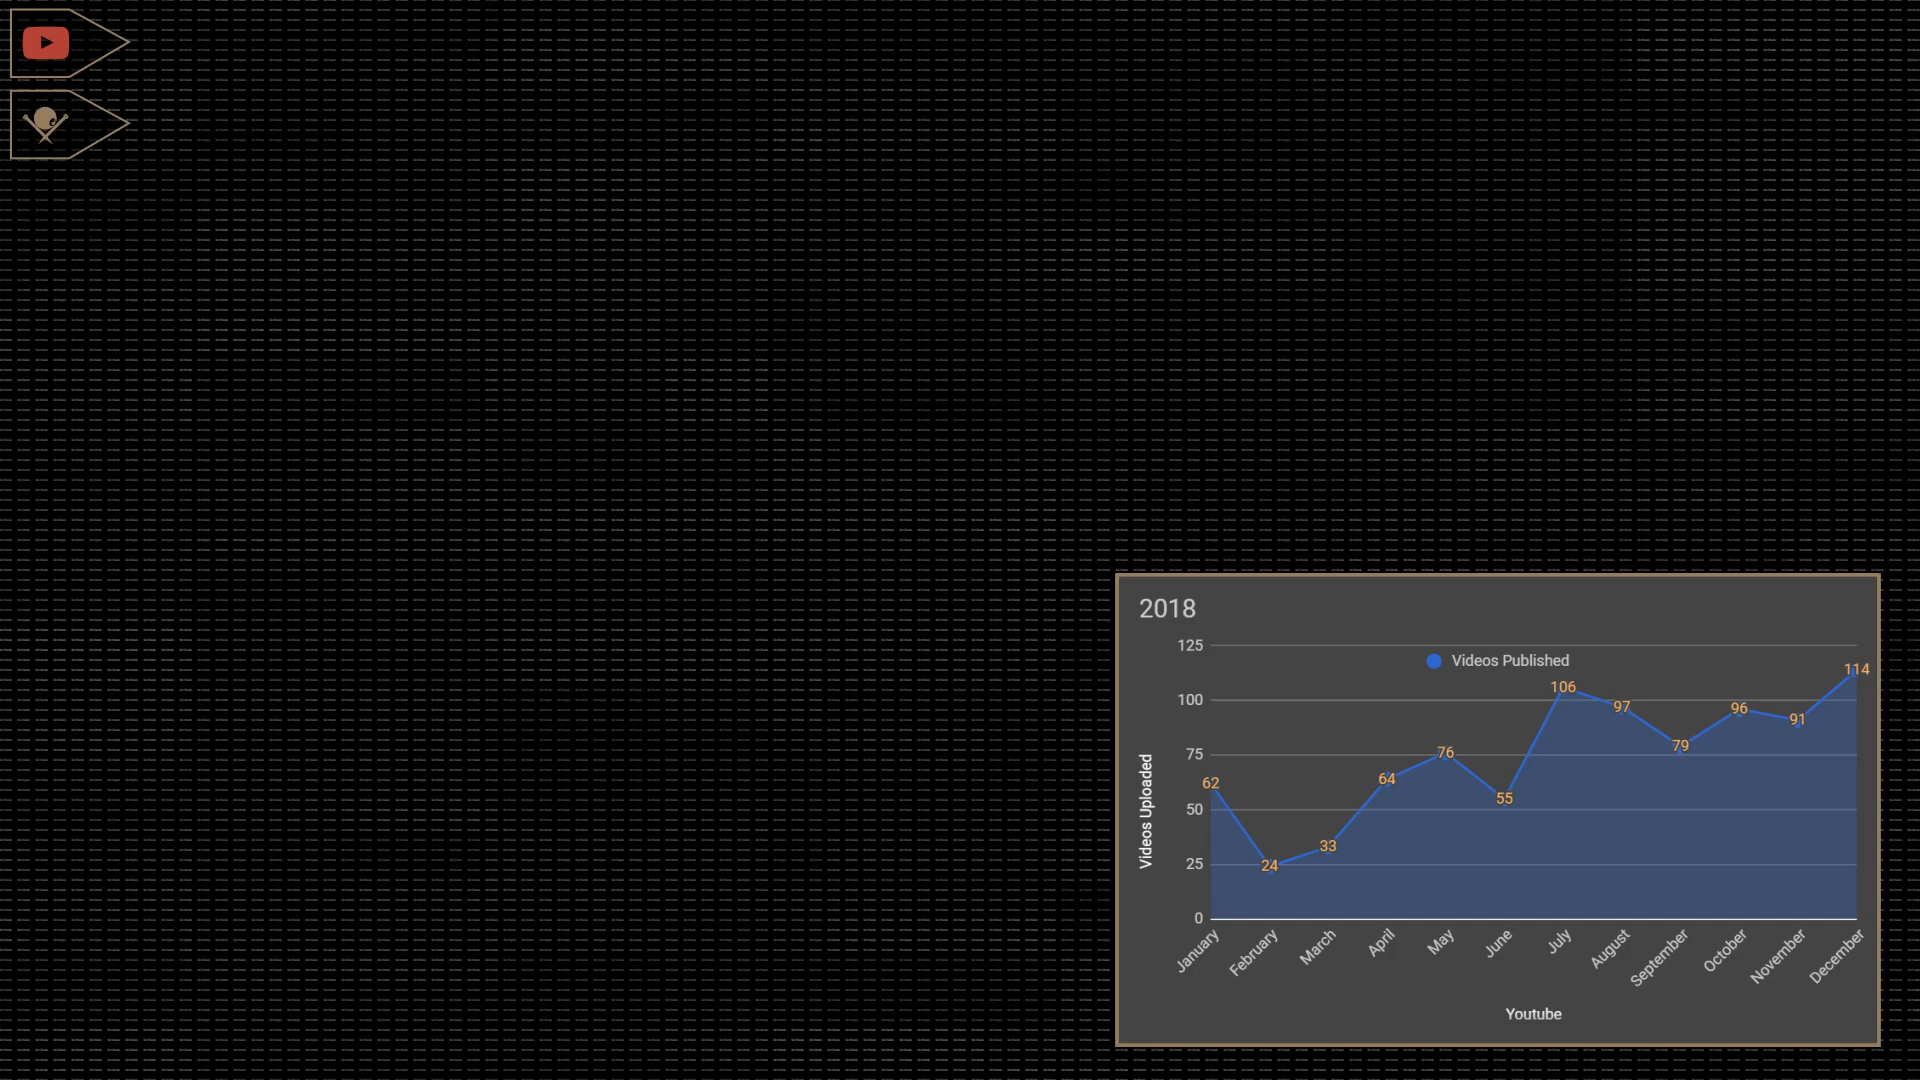 2018
125
Videos Published
114
106
100
97
96
91
79
76
75
64
62
55
50
33
25
24
0
Videos Uploaded
January
February
March
April
May
June
July
August
September
October
November
December
Youtube